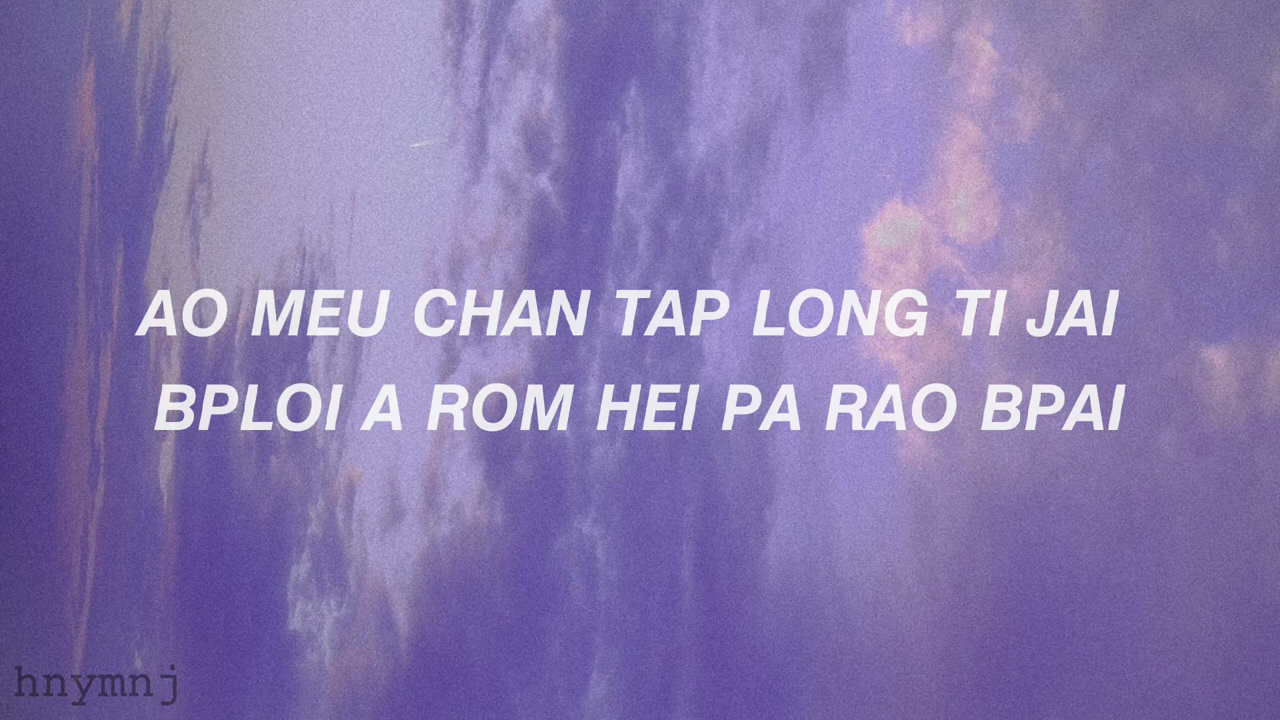 AO MEU CHAN TAP LONG TI JAI
BPLOI A ROM HEI PA RAO BPAI
hnymnj